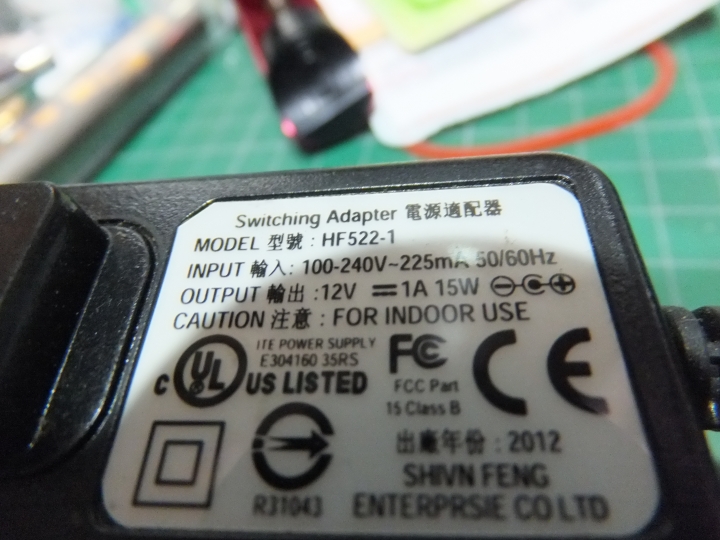 Switching Adapter 電源適配器
MODEL 型號 : HF522-1
INPUT 輸入: 100-240V~225mA 50/60Hz
OUTPUT 輸出 :12V ⎓ 1A 15W
CAUTION 注意 : FOR INDOOR USE
ITE POWER SUPPLY
E304160 35RS
c UL US LISTED
FC
FCC Part
15 Class B
CE
R31043
出廠年份 : 2012
SHIVN FENG
ENTERPRSIE CO LTD